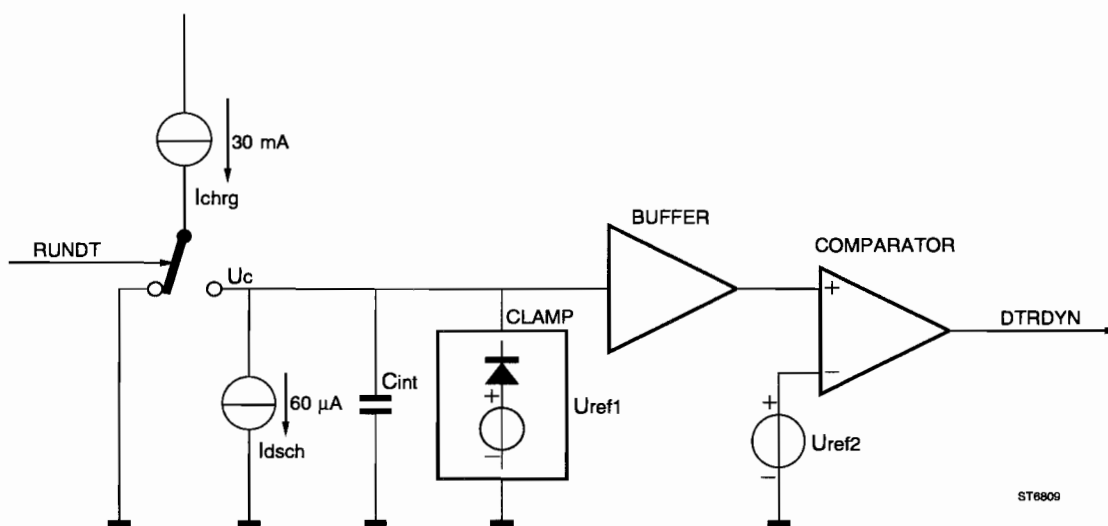 30 mA
Ichrg
RUNDT
Uc
BUFFER
COMPARATOR
CLAMP
+
DTRDYN
60 µA
Cint
+
Uref1
−
−
Idsch
+
Uref2
−
ST6809